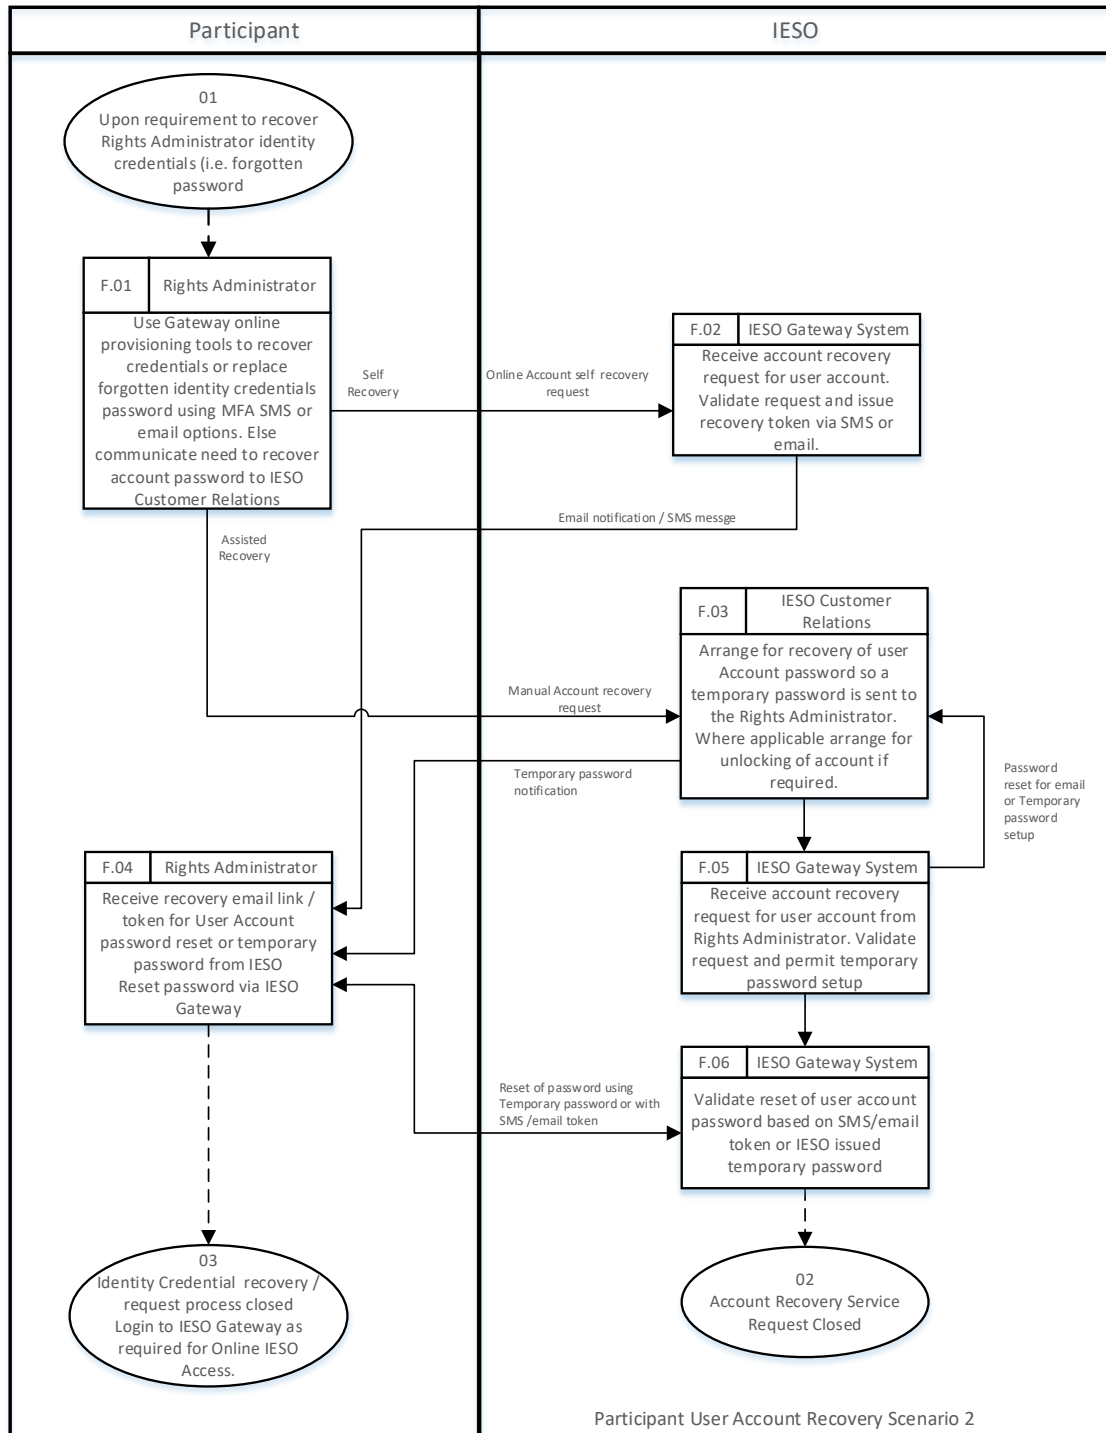 Participant
IESO
01
Upon requirement to recover
Rights Administrator identity
credentials (i.e. forgotten
password
F.01
Rights Administrator
Use Gateway online
provisioning tools to recover
credentials or replace
forgotten identity credentials
password using MFA SMS or
email options. Else
communicate need to recover
account password to IESO
Customer Relations
Self
Recovery
Online Account self recovery
request
F.02
IESO Gateway System
Receive account recovery
request for user account.
Validate request and issue
recovery token via SMS or
email.
Email notification / SMS messge
Assisted
Recovery
F.03
IESO Customer
Relations
Arrange for recovery of user
Account password so a
temporary password is sent to
the Rights Administrator.
Where applicable arrange for
unlocking of account if
required.
Manual Account recovery
request
Temporary password
notification
Password
reset for email
or Temporary
password
setup
F.04
Rights Administrator
Receive recovery email link /
token for User Account
password reset or temporary
password from IESO
Reset password via IESO
Gateway
F.05
IESO Gateway System
Receive account recovery
request for user account from
Rights Administrator. Validate
request and permit temporary
password setup
F.06
IESO Gateway System
Validate reset of user account
password based on SMS/email
token or IESO issued
temporary password
Reset of password using
Temporary password or with
SMS /email token
03
Identity Credential recovery /
request process closed
Login to IESO Gateway as
required for Online IESO
Access.
02
Account Recovery Service
Request Closed
Participant User Account Recovery Scenario 2